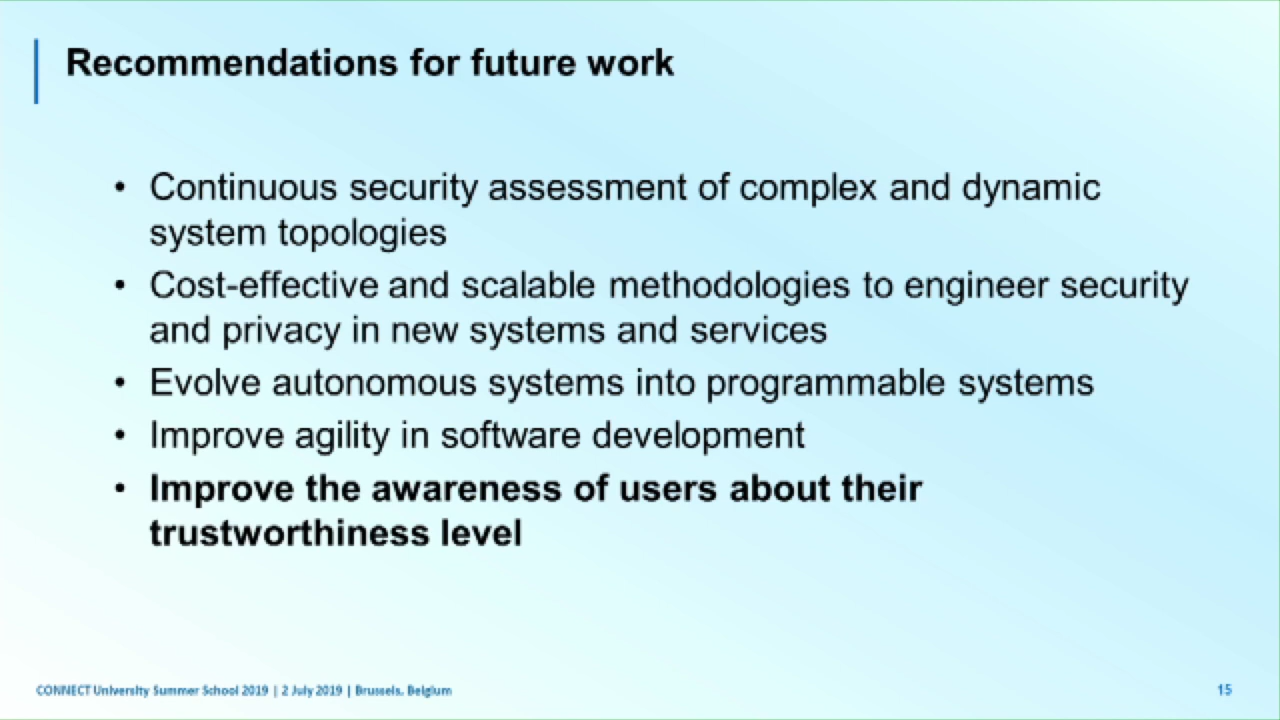 Recommendations for future work
• Continuous security assessment of complex and dynamic
system topologies
• Cost-effective and scalable methodologies to engineer security
and privacy in new systems and services
• Evolve autonomous systems into programmable systems
• Improve agility in software development
• Improve the awareness of users about their
trustworthiness level
CONNECT University Summer School 2019 | 2 July 2019 | Brussels, Belgium
15